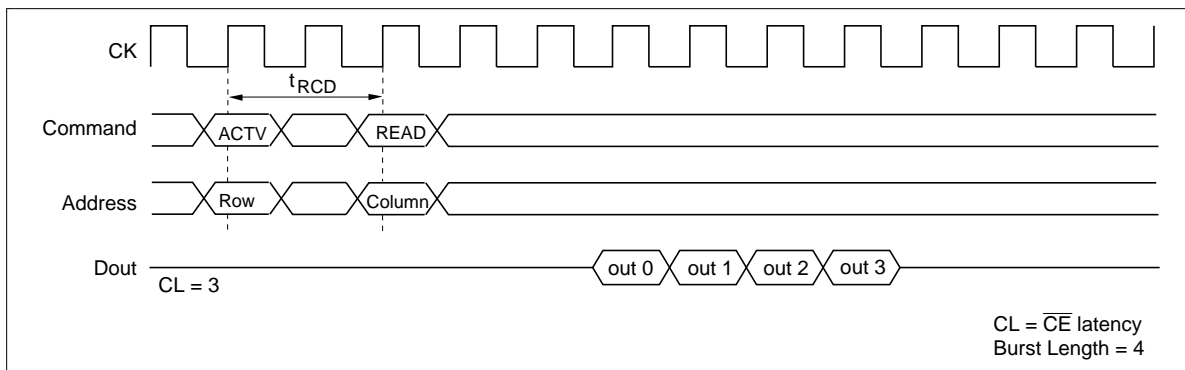 CK
tRCD
Command ACTV READ
Address Row Column
Dout out 0 out 1 out 2 out 3
CL = 3
CL = C̅E̅ latency
Burst Length = 4